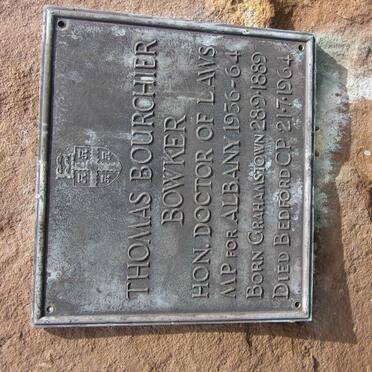 THOMAS BOURCHIER
BOWKER
HON. DOCTOR OF LAWS
MP FOR ALBANY 1936-64
BORN GRAHAMSTOWN 28·9·1889
DIED BEDFORD C.P. 21·7·1964